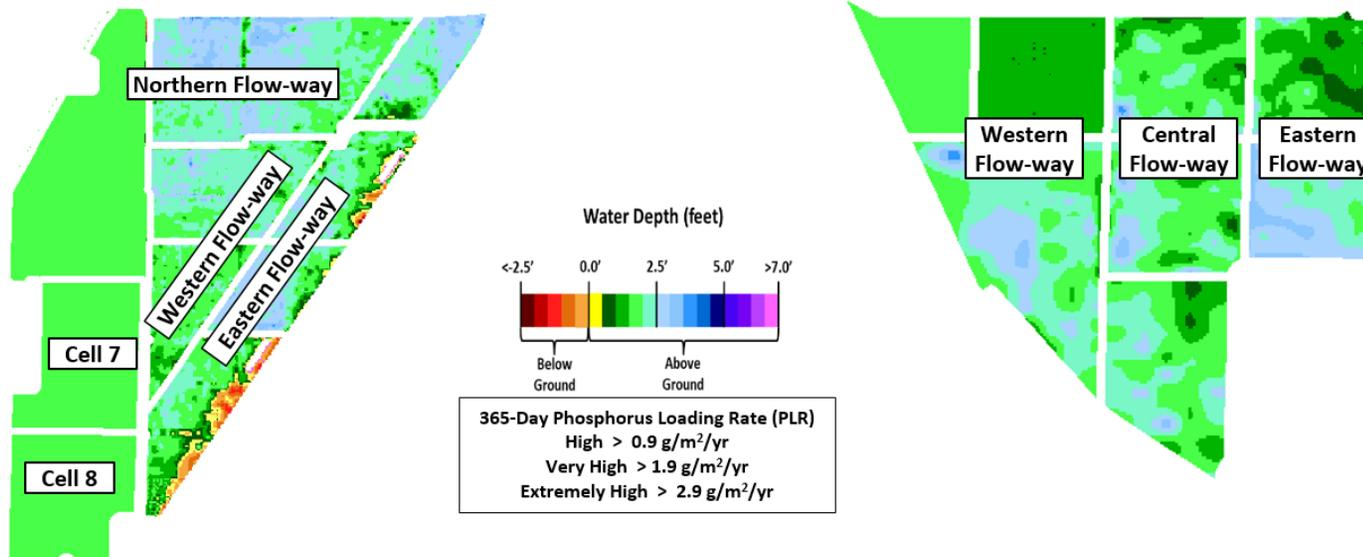 Northern Flow-way
Western Flow-way
Eastern Flow-way
Cell 7
Cell 8
Water Depth (feet)
<-2.5' 0.0' 2.5' 5.0' >7.0'
Below
Ground
Above
Ground
365-Day Phosphorus Loading Rate (PLR)
High > 0.9 g/m²/yr
Very High > 1.9 g/m²/yr
Extremely High > 2.9 g/m²/yr
Western
Flow-way
Central
Flow-way
Eastern
Flow-way